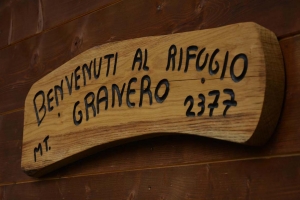 BENVENUTI AL RIFUGIO
GRANERO
MT. 2377